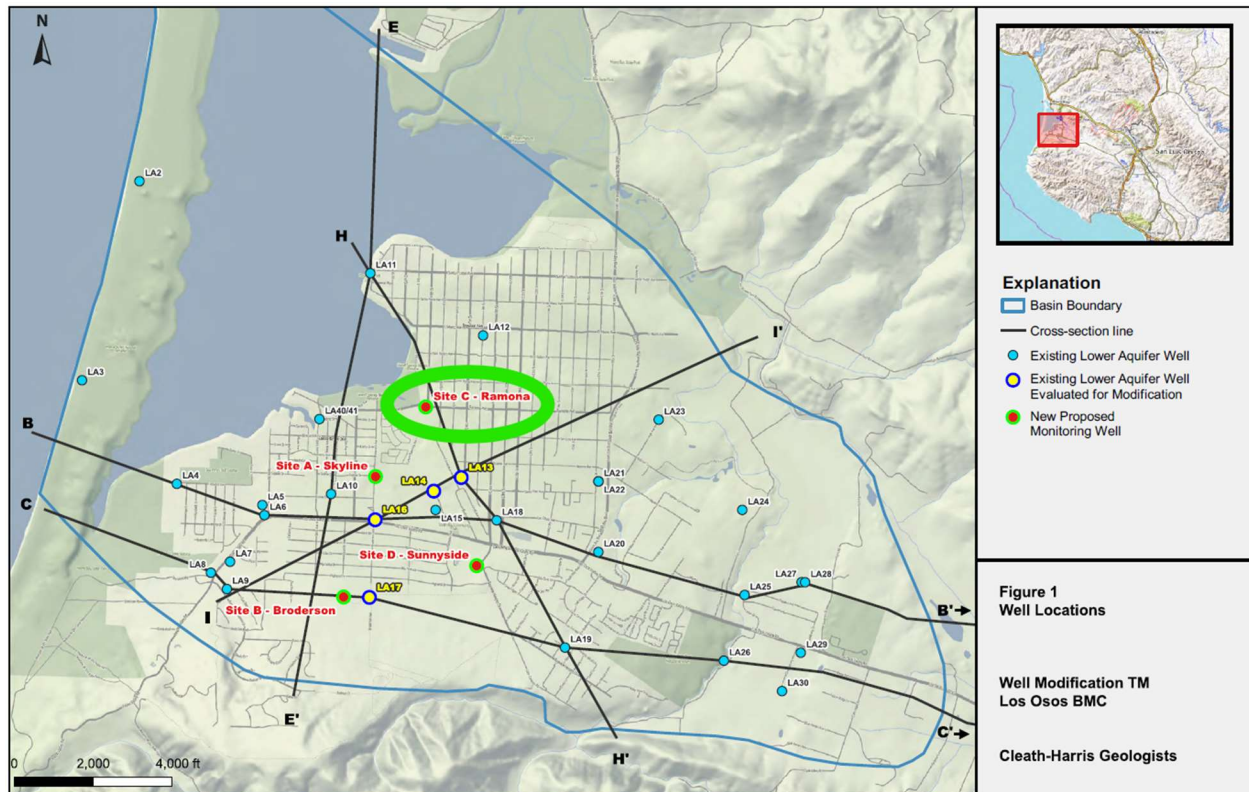 N
E
LA2
H
LA11
LA12
I'
LA3
Site C - Ramona
LA40/41
LA23
B
Site A - Skyline
LA13
LA4
LA14
LA21
LA22
LA10
LA5
LA6
LA24
C
LA16
LA15
LA18
Site D - Sunnyside
LA20
LA7
LA8
LA9
LA27
LA28
LA25
I
Site B - Broderson
LA17
B'
LA19
LA26
LA29
LA30
E'
H'
C'
0 2,000 4,000 ft
San Luis Obispo
Explanation
Basin Boundary
Cross-section line
Existing Lower Aquifer Well
Existing Lower Aquifer Well
Evaluated for Modification
New Proposed
Monitoring Well
Figure 1
Well Locations
Well Modification TM
Los Osos BMC
Cleath-Harris Geologists